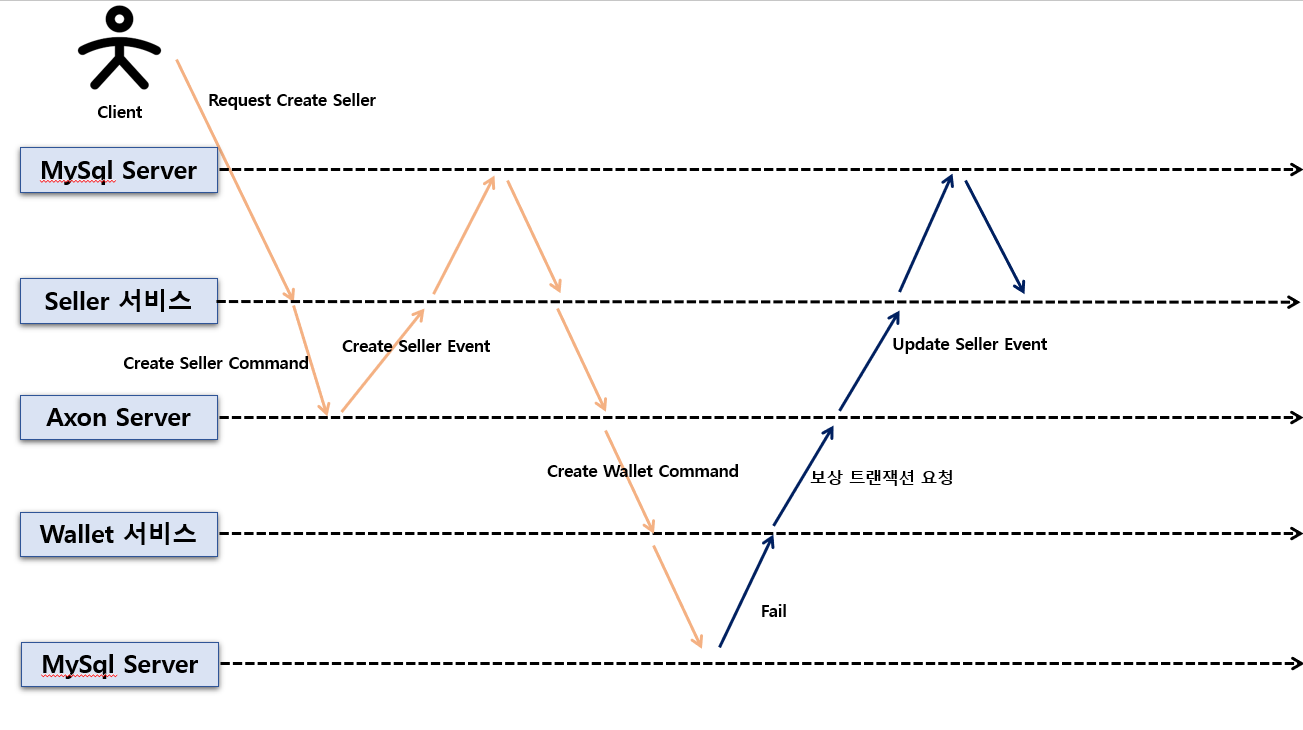 Client
Request Create Seller
MySql Server
Seller 서비스
Create Seller Command
Create Seller Event
Update Seller Event
Axon Server
Create Wallet Command
보상 트랜잭션 요청
Wallet 서비스
Fail
MySql Server